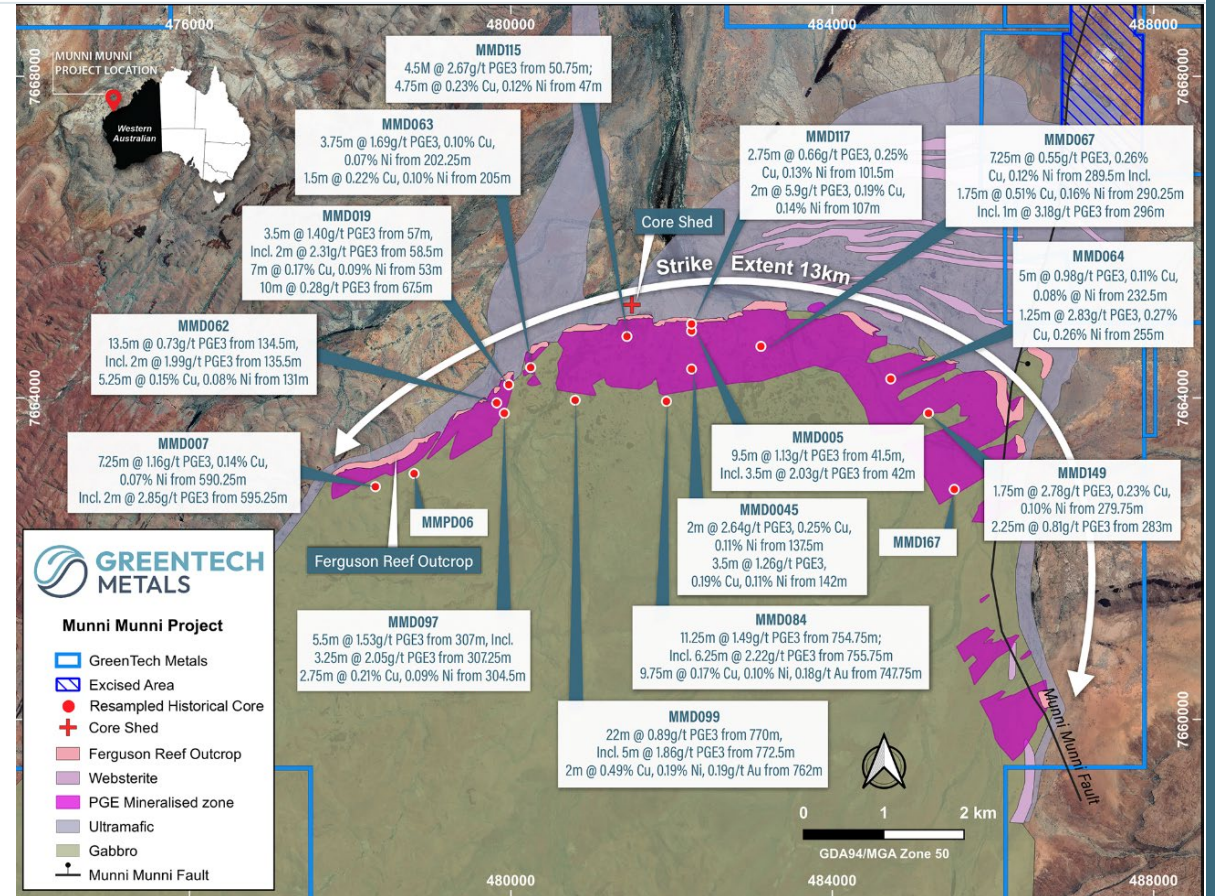 476000
480000
484000
488000
7668000
7668000
MUNNI MUNNI
PROJECT LOCATION
Western
Australian
MMD115
4.5M @ 2.67g/t PGE3 from 50.75m;
4.75m @ 0.23% Cu, 0.12% Ni from 47m
MMD063
3.75m @ 1.69g/t PGE3, 0.10% Cu,
0.07% Ni from 202.25m
1.5m @ 0.22% Cu, 0.10% Ni from 205m
MMD117
2.75m @ 0.66g/t PGE3, 0.25%
Cu, 0.13% Ni from 101.5m
2m @ 5.9g/t PGE3, 0.19% Cu,
0.14% Ni from 107m
MMD067
7.25m @ 0.55g/t PGE3, 0.26%
Cu, 0.12% Ni from 289.5m Incl.
1.75m @ 0.51% Cu, 0.16% Ni from 290.25m
Incl. 1m @ 3.18g/t PGE3 from 296m
MMD019
3.5m @ 1.40g/t PGE3 from 57m,
Incl. 2m @ 2.31g/t PGE3 from 58.5m
7m @ 0.17% Cu, 0.09% Ni from 53m
10m @ 0.28g/t PGE3 from 67.5m
Core Shed
Strike Extent 13km
MMD064
5m @ 0.98g/t PGE3, 0.11% Cu,
0.08% @ Ni from 232.5m
1.25m @ 2.83g/t PGE3, 0.27%
Cu, 0.26% Ni from 255m
MMD062
13.5m @ 0.73g/t PGE3 from 134.5m,
Incl. 2m @ 1.99g/t PGE3 from 135.5m
5.25m @ 0.15% Cu, 0.08% Ni from 131m
7664000
7664000
MMD007
7.25m @ 1.16g/t PGE3, 0.14% Cu,
0.07% Ni from 590.25m
Incl. 2m @ 2.85g/t PGE3 from 595.25m
MMD005
9.5m @ 1.13g/t PGE3 from 41.5m,
Incl. 3.5m @ 2.03g/t PGE3 from 42m
MMD149
1.75m @ 2.78g/t PGE3, 0.23% Cu,
0.10% Ni from 279.75m
2.25m @ 0.81g/t PGE3 from 283m
MMPD06
MMD0045
2m @ 2.64g/t PGE3, 0.25% Cu,
0.11% Ni from 137.5m
3.5m @ 1.26g/t PGE3,
0.19% Cu, 0.11% Ni from 142m
MMD167
Ferguson Reef Outcrop
MMD097
5.5m @ 1.53g/t PGE3 from 307m, Incl.
3.25m @ 2.05g/t PGE3 from 307.25m
2.75m @ 0.21% Cu, 0.09% Ni from 304.5m
MMD084
11.25m @ 1.49g/t PGE3 from 754.75m;
Incl. 6.25m @ 2.22g/t PGE3 from 755.75m
9.75m @ 0.17% Cu, 0.10% Ni, 0.18g/t Au from 747.75m
MMD099
22m @ 0.89g/t PGE3 from 770m,
Incl. 5m @ 1.86g/t PGE3 from 772.5m
2m @ 0.49% Cu, 0.19% Ni, 0.19g/t Au from 762m
Munni Munni Fault
7660000
GREENTECH
METALS
Munni Munni Project
GreenTech Metals
Excised Area
Resampled Historical Core
Core Shed
Ferguson Reef Outcrop
Websterite
PGE Mineralised zone
Ultramafic
Gabbro
Munni Munni Fault
0 1 2 km
GDA94/MGA Zone 50
480000
484000
488000